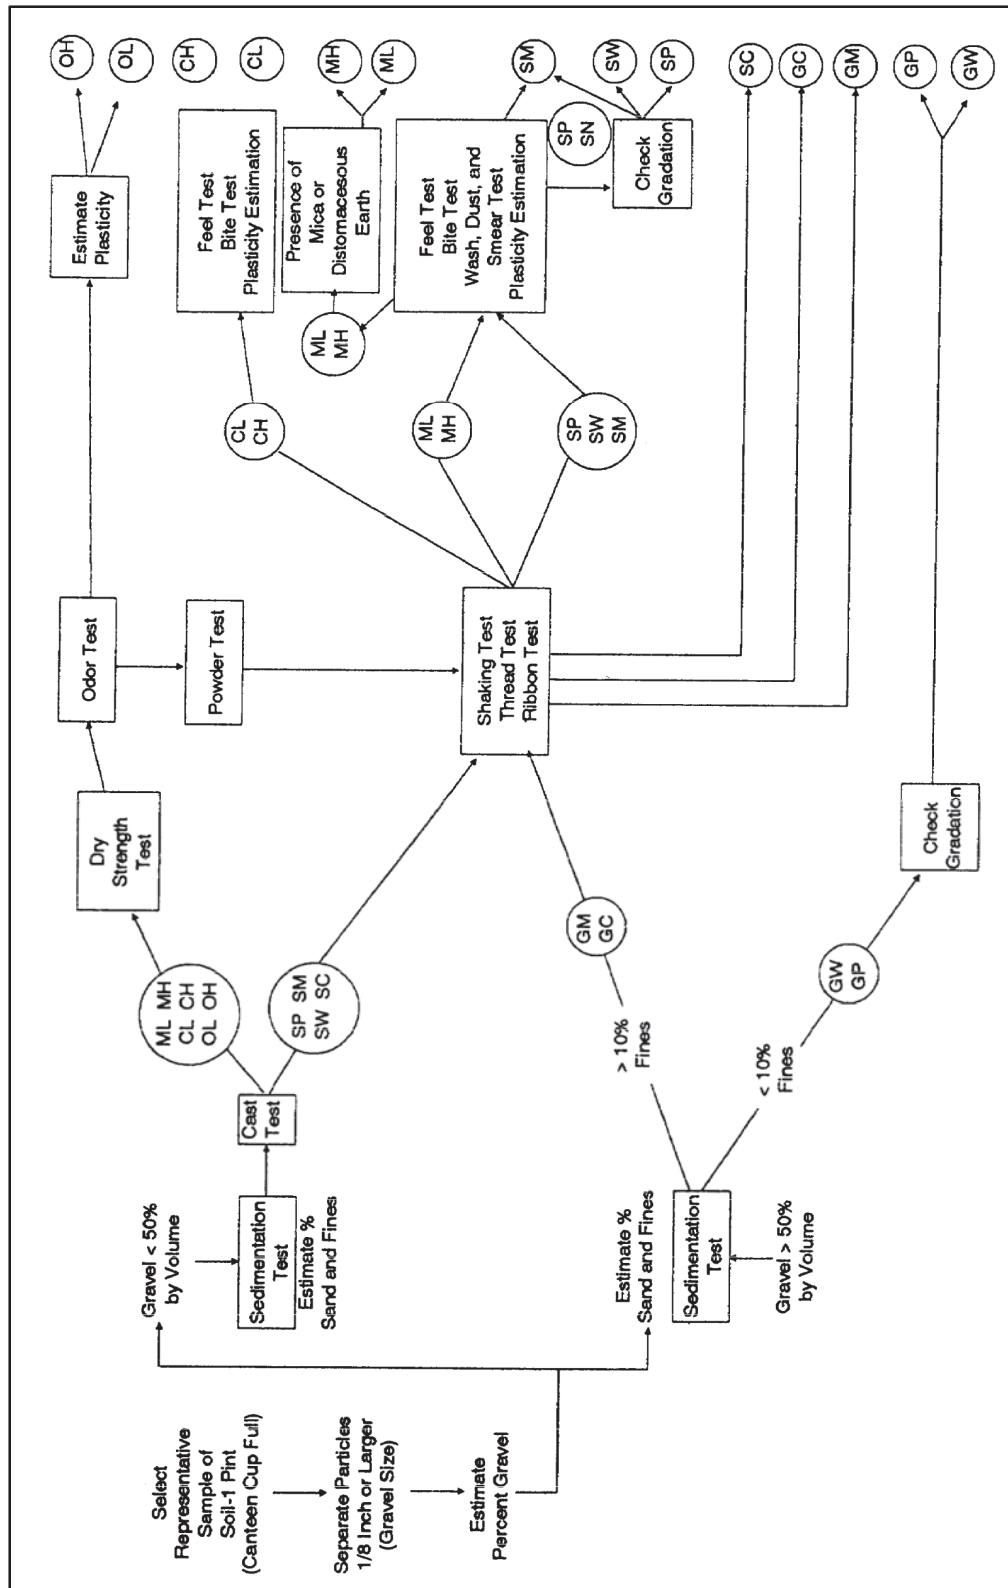 Select
Representative
Sample of
Soil-1 Pint
(Canteen Cup Full)
Separate Particles
1/8 Inch or Larger
(Gravel Size)
Estimate
Percent Gravel
Gravel < 50%
by Volume
Sedimentation
Test
Estimate %
Sand and Fines
Cast
Test
ML MH
CL CH
OL OH
SP SM
SW SC
Dry
Strength
Test
Odor Test
Powder Test
Estimate
Plasticity
OH
OL
Estimate %
Sand and Fines
Sedimentation
Test
Gravel > 50%
by Volume
> 10%
Fines
GM
GC
< 10%
Fines
GW
GP
Check
Gradation
Shaking Test
Thread Test
Ribbon Test
CL
CH
Feel Test
Bite Test
Plasticity Estimation
CH
CL
ML
MH
ML
MH
Presence of
Mica or
Distomacesous
Earth
MH
ML
SP
SW
SM
Feel Test
Bite Test
Wash, Dust, and
Smear Test
Plasticity Estimation
SP
SN
Check
Gradation
SM
SW
SP
SC
GC
GM
GP
GW